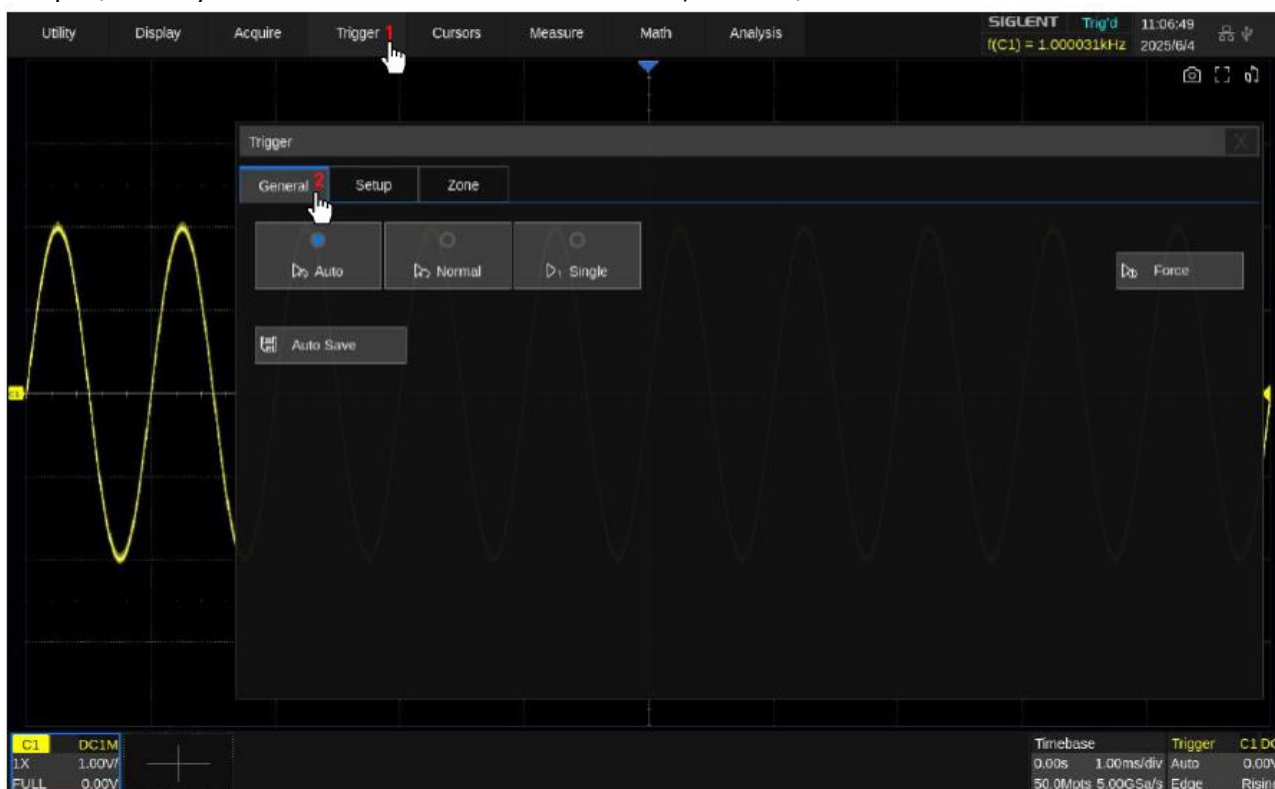 Utility Display Acquire Trigger 1 Cursors Measure Math Analysis SIGLENT Trig'd 11:06:49
f(C1) = 1.000031kHz 2025/6/4
Trigger X
General 2 Setup Zone
Auto Normal Single Force
Auto Save
C1
C1 DC1M Timebase Trigger C1 DC
1X 1.00V/ 0.00s 1.00ms/div Auto 0.00V
FULL 0.00V 50.0Mpts 5.00GSa/s Edge Rising